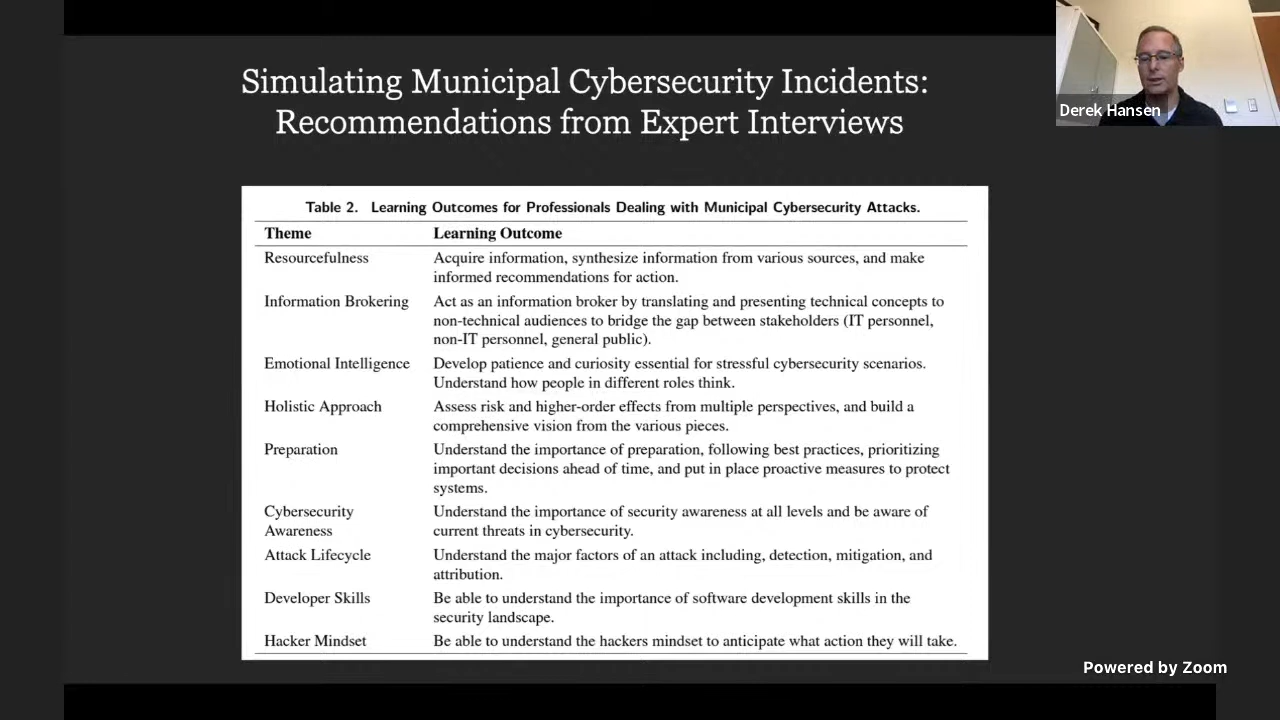 Simulating Municipal Cybersecurity Incidents:
Recommendations from Expert Interviews
Derek Hansen
Table 2. Learning Outcomes for Professionals Dealing with Municipal Cybersecurity Attacks.
Theme Learning Outcome
Resourcefulness Acquire information, synthesize information from various sources, and make
informed recommendations for action.
Information Brokering Act as an information broker by translating and presenting technical concepts to
non-technical audiences to bridge the gap between stakeholders (IT personnel,
non-IT personnel, general public).
Emotional Intelligence Develop patience and curiosity essential for stressful cybersecurity scenarios.
Understand how people in different roles think.
Holistic Approach Assess risk and higher-order effects from multiple perspectives, and build a
comprehensive vision from the various pieces.
Preparation Understand the importance of preparation, following best practices, prioritizing
important decisions ahead of time, and put in place proactive measures to protect
systems.
Cybersecurity Understand the importance of security awareness at all levels and be aware of
Awareness current threats in cybersecurity.
Attack Lifecycle Understand the major factors of an attack including, detection, mitigation, and
attribution.
Developer Skills Be able to understand the importance of software development skills in the
security landscape.
Hacker Mindset Be able to understand the hackers mindset to anticipate what action they will take.
Powered by Zoom